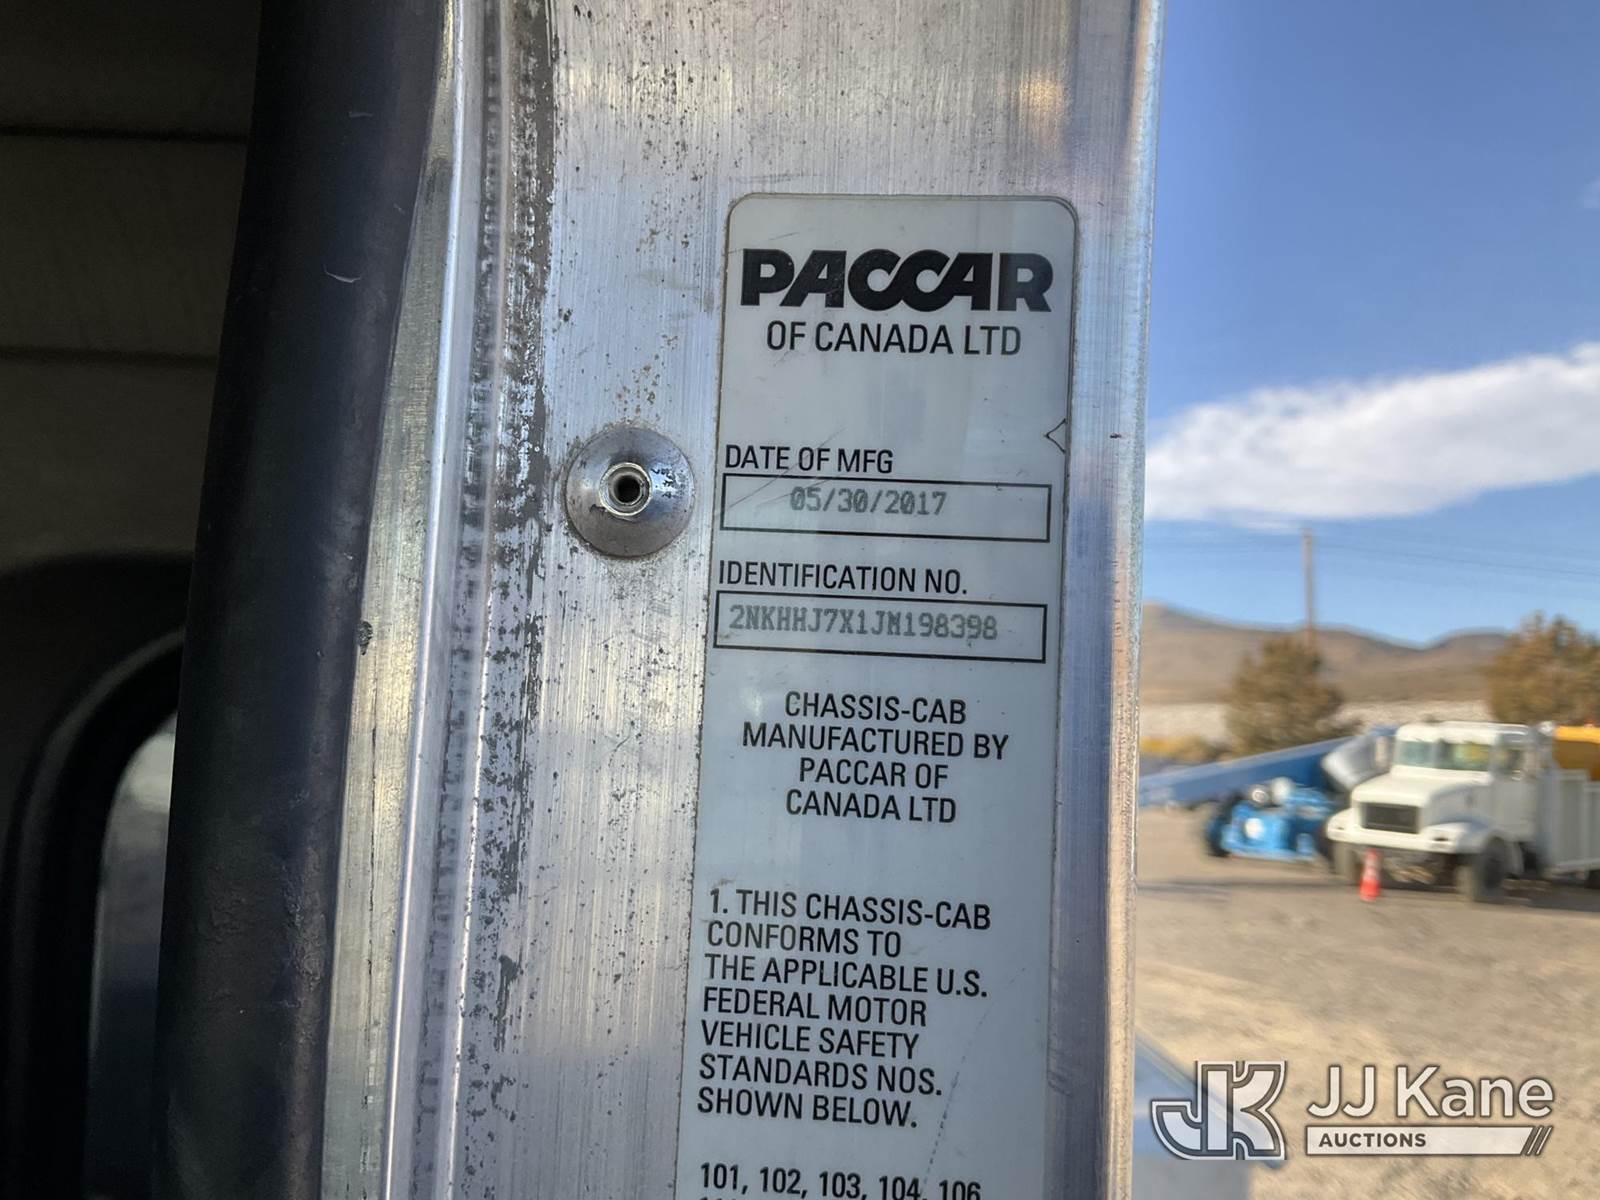 PACCAR
OF CANADA LTD
DATE OF MFG
05/30/2017
IDENTIFICATION NO.
2NKHHJ7X1JM198398
CHASSIS-CAB
MANUFACTURED BY
PACCAR OF
CANADA LTD
1. THIS CHASSIS-CAB
CONFORMS TO
THE APPLICABLE U.S.
FEDERAL MOTOR
VEHICLE SAFETY
STANDARDS NOS.
SHOWN BELOW.
101, 102, 103, 104, 106
JK JJ Kane
AUCTIONS